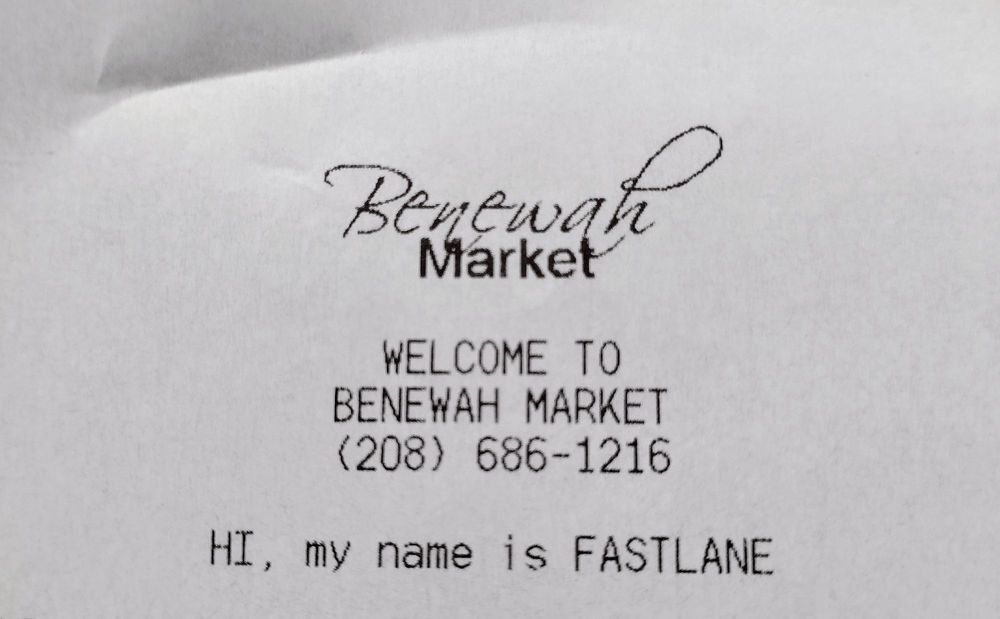 Benewah
Market
WELCOME TO
BENEWAH MARKET
(208) 686-1216
HI, my name is FASTLANE